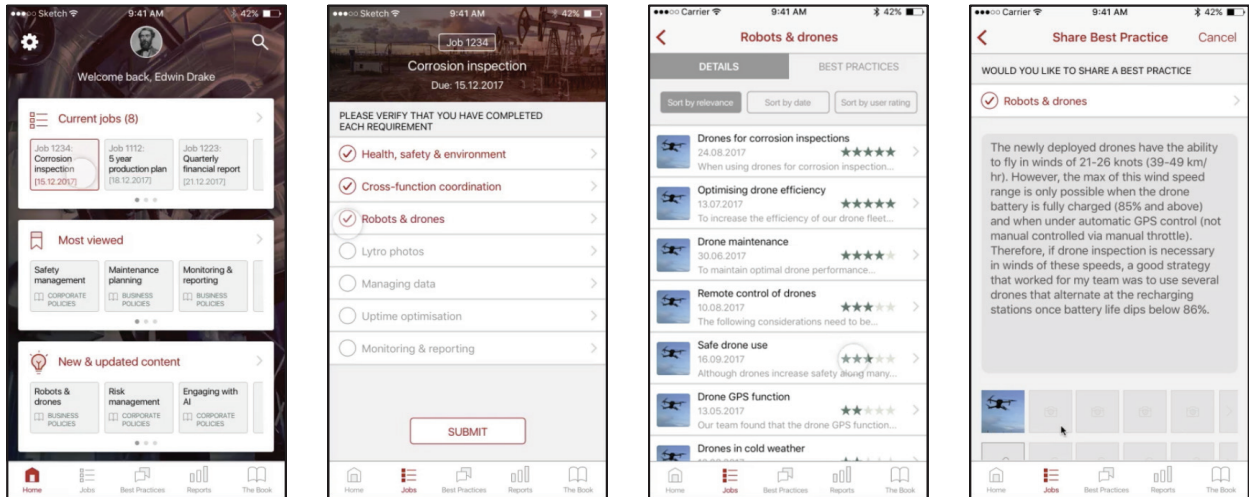 Sketch 9:41 AM 42%
Welcome back, Edwin Drake
Current jobs (8)
Job 1234: Corrosion inspection [15.12.2017]
Job 1112: 5 year production plan [18.12.2017]
Job 1223: Quarterly financial report [21.12.2017]
Most viewed
Safety management
CORPORATE POLICIES
Maintenance planning
BUSINESS POLICIES
Monitoring & reporting
BUSINESS POLICIES
New & updated content
Robots & drones
BUSINESS POLICIES
Risk management
CORPORATE POLICIES
Engaging with AI
CORPORATE POLICIES
Home Jobs Best Practices Reports The Book
Sketch 9:41 AM 42%
Job 1234
Corrosion inspection
Due: 15.12.2017
PLEASE VERIFY THAT YOU HAVE COMPLETED
EACH REQUIREMENT
Health, safety & environment
Cross-function coordination
Robots & drones
Lytro photos
Managing data
Uptime optimisation
Monitoring & reporting
SUBMIT
Home Jobs Best Practices Reports The Book
Carrier 9:41 AM 42%
Robots & drones
DETAILS BEST PRACTICES
Sort by relevance Sort by date Sort by user rating
Drones for corrosion inspections
24.08.2017
When using drones for corrosion inspection...
Optimising drone efficiency
13.07.2017
To increase the efficiency of our drone fleet...
Drone maintenance
30.06.2017
To maintain optimal drone performance...
Remote control of drones
10.08.2017
The following considerations need to be...
Safe drone use
16.09.2017
Although drones increase safety along many...
Drone GPS function
13.05.2017
Our team found that the drone GPS function...
Drones in cold weather
Home Jobs Best Practices Reports The Book
Carrier 9:41 AM 42%
Share Best Practice Cancel
WOULD YOU LIKE TO SHARE A BEST PRACTICE
Robots & drones
The newly deployed drones have the ability
to fly in winds of 21-26 knots (39-49 km/
hr). However, the max of this wind speed
range is only possible when the drone
battery is fully charged (85% and above)
and when under automatic GPS control (not
manual controlled via manual throttle).
Therefore, if drone inspection is necessary
in winds of these speeds, a good strategy
that worked for my team was to use several
drones that alternate at the recharging
stations once battery life dips below 86%.
Home Jobs Best Practices Reports The Book